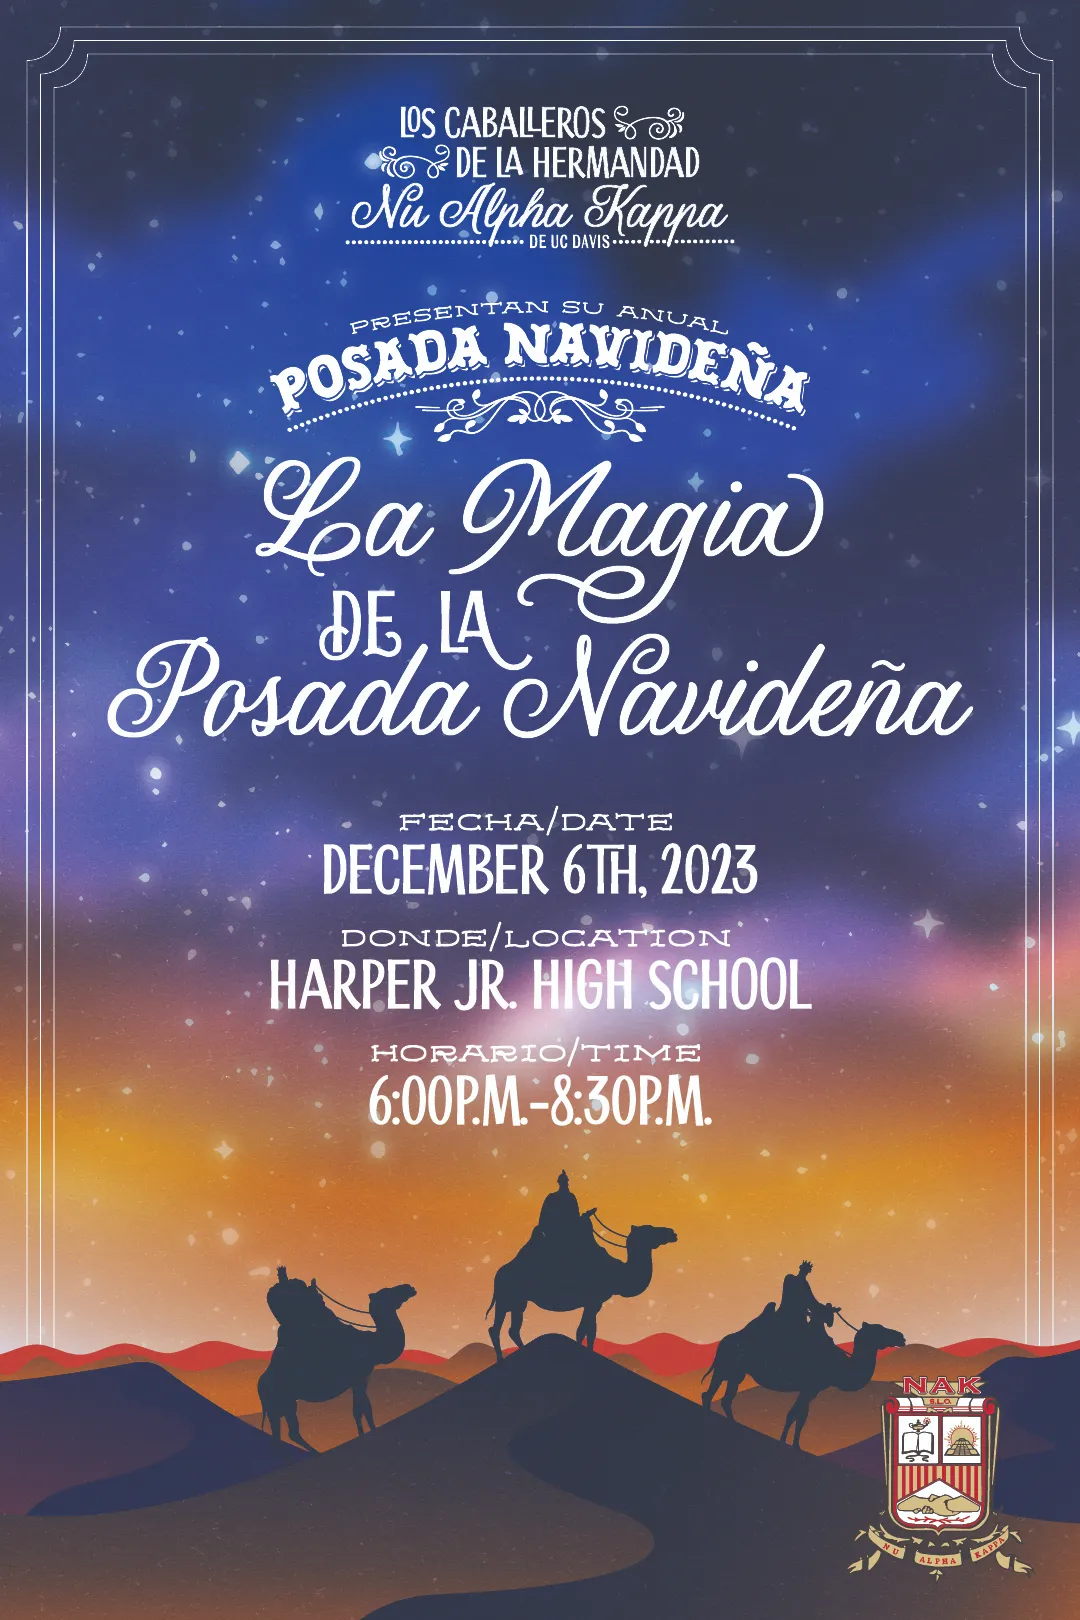 LOS CABALLEROS
DE LA HERMANDAD
Nu Alpha Kappa
DE UC DAVIS
PRESENTAN SU ANUAL
POSADA NAVIDEÑA
La Magia
DE LA
Posada Navideña
FECHA/DATE
DECEMBER 6TH, 2023
DONDE/LOCATION
HARPER JR. HIGH SCHOOL
HORARIO/TIME
6:00P.M.-8:30P.M.
NAK
S.L.O.
NU ALPHA KAPPA